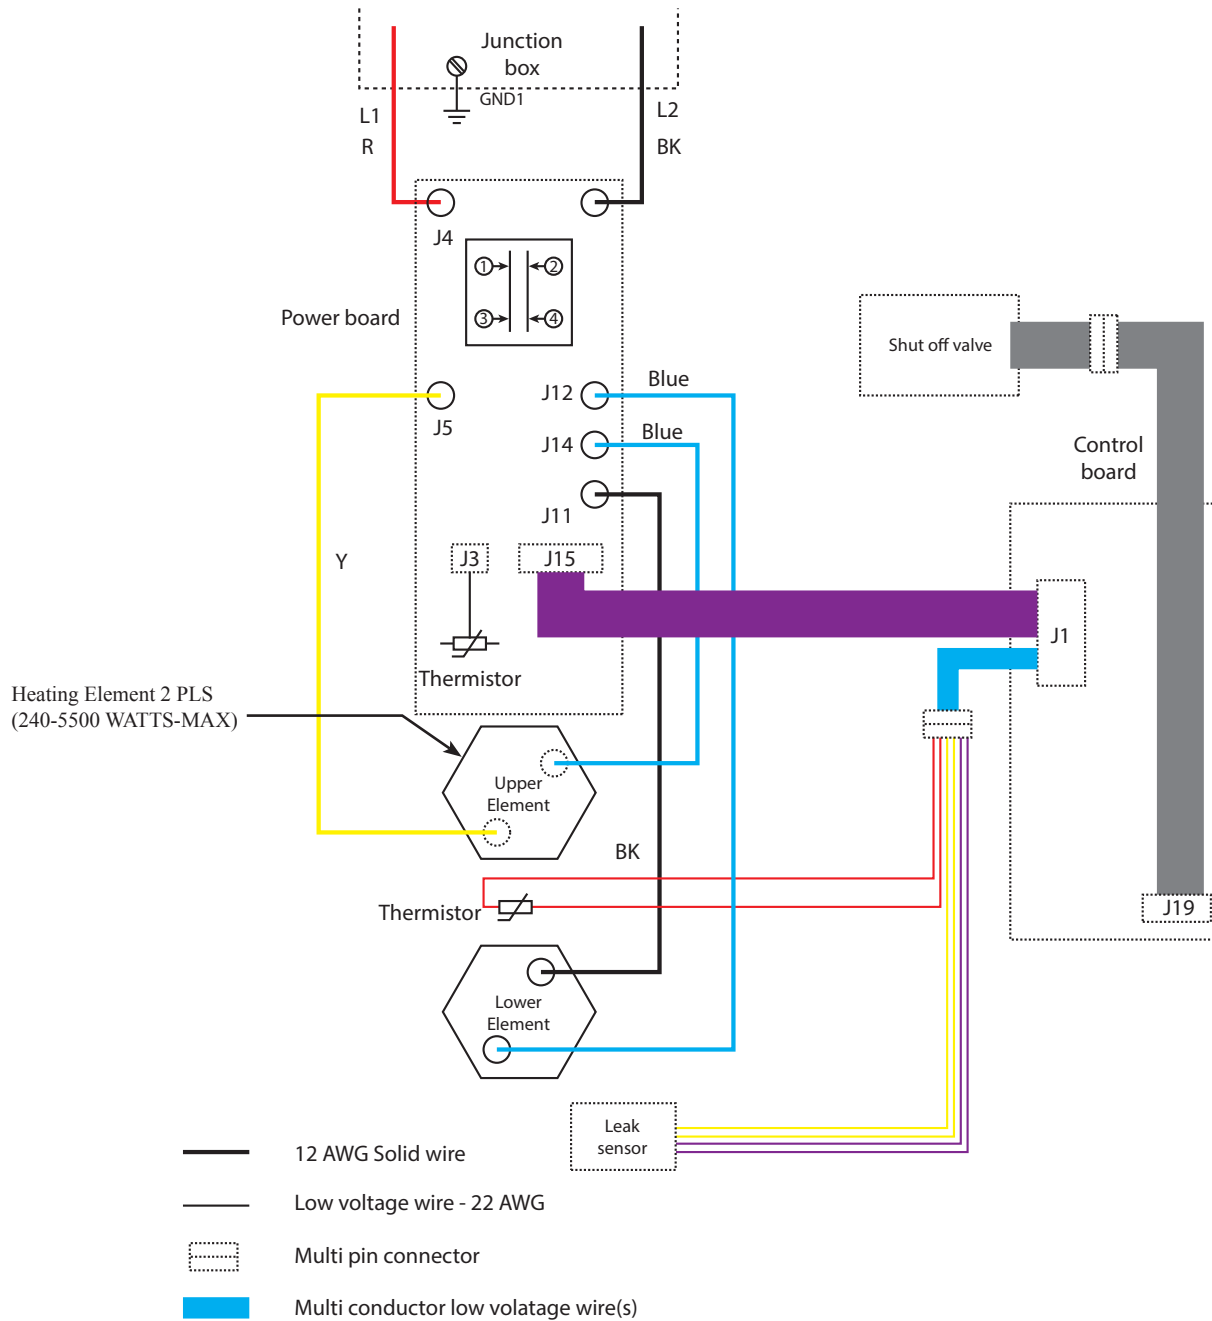 Junction
box
GND1
L1
R
L2
BK
J4
1
2
3
4
Power board
Shut off valve
J5
J12
Blue
J14
Blue
J11
Control
board
Y
J3
J15
J1
Thermistor
Heating Element 2 PLS
(240-5500 WATTS-MAX)
Upper
Element
BK
Thermistor
J19
Lower
Element
Leak
sensor
12 AWG Solid wire
Low voltage wire - 22 AWG
Multi pin connector
Multi conductor low volatage wire(s)